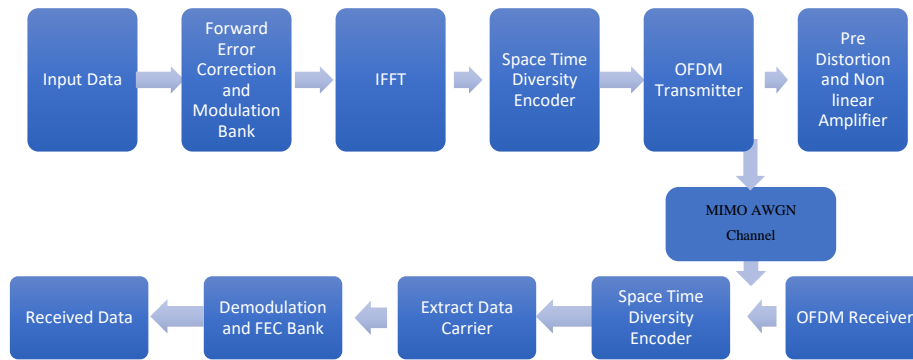 Input Data
Forward
Error
Correction
and
Modulation
Bank
IFFT
Space Time
Diversity
Encoder
OFDM
Transmitter
Pre
Distortion
and Non
linear
Amplifier
MIMO AWGN
Channel
Received Data
Demodulation
and FEC Bank
Extract Data
Carrier
Space Time
Diversity
Encoder
OFDM Receiver